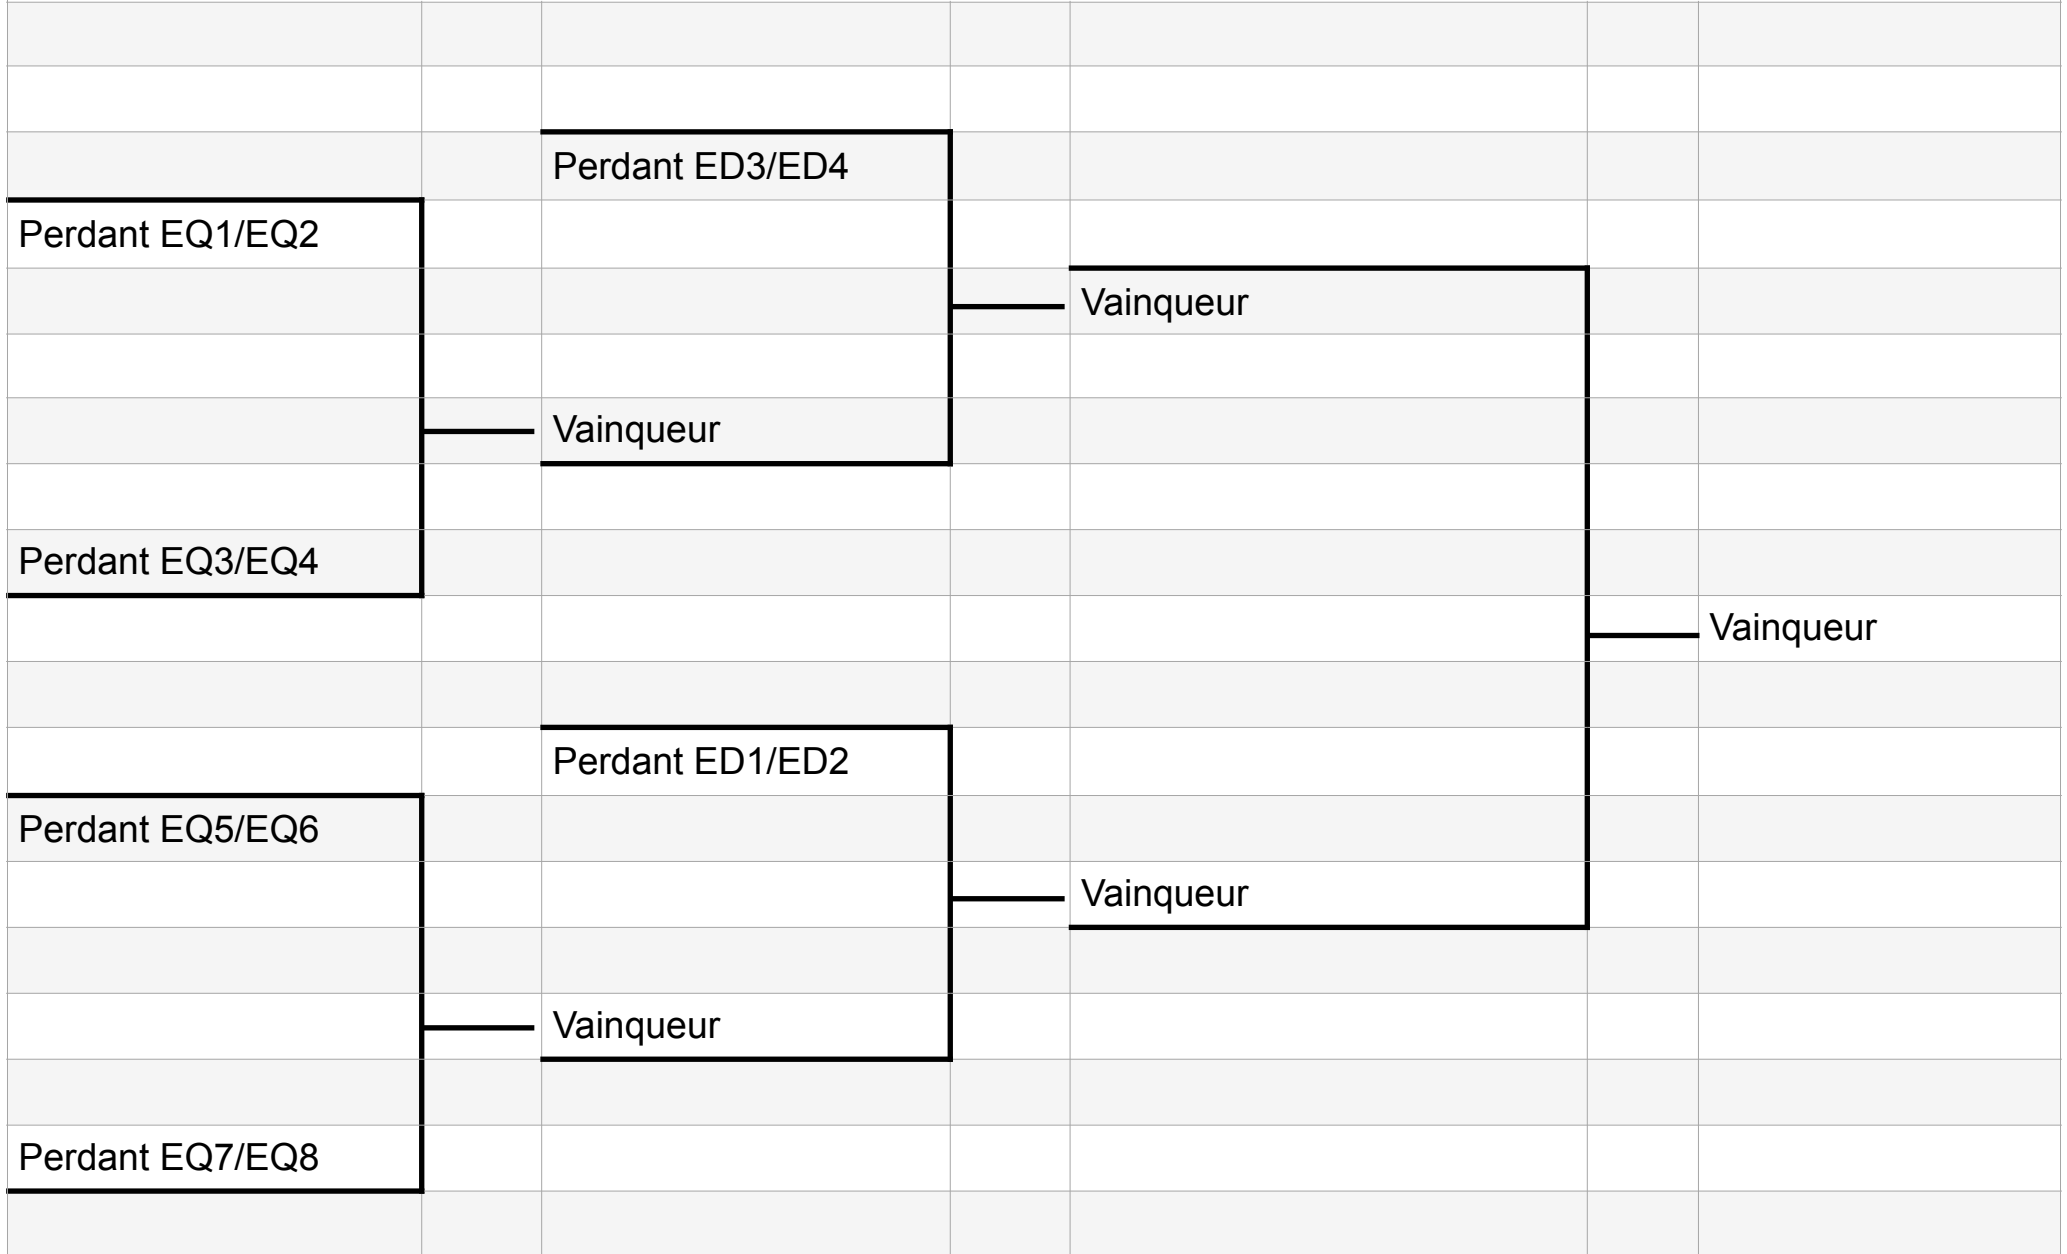 Perdant ED3/ED4
Perdant EQ1/EQ2
Vainqueur
Vainqueur
Perdant EQ3/EQ4
Vainqueur
Perdant ED1/ED2
Perdant EQ5/EQ6
Vainqueur
Vainqueur
Perdant EQ7/EQ8